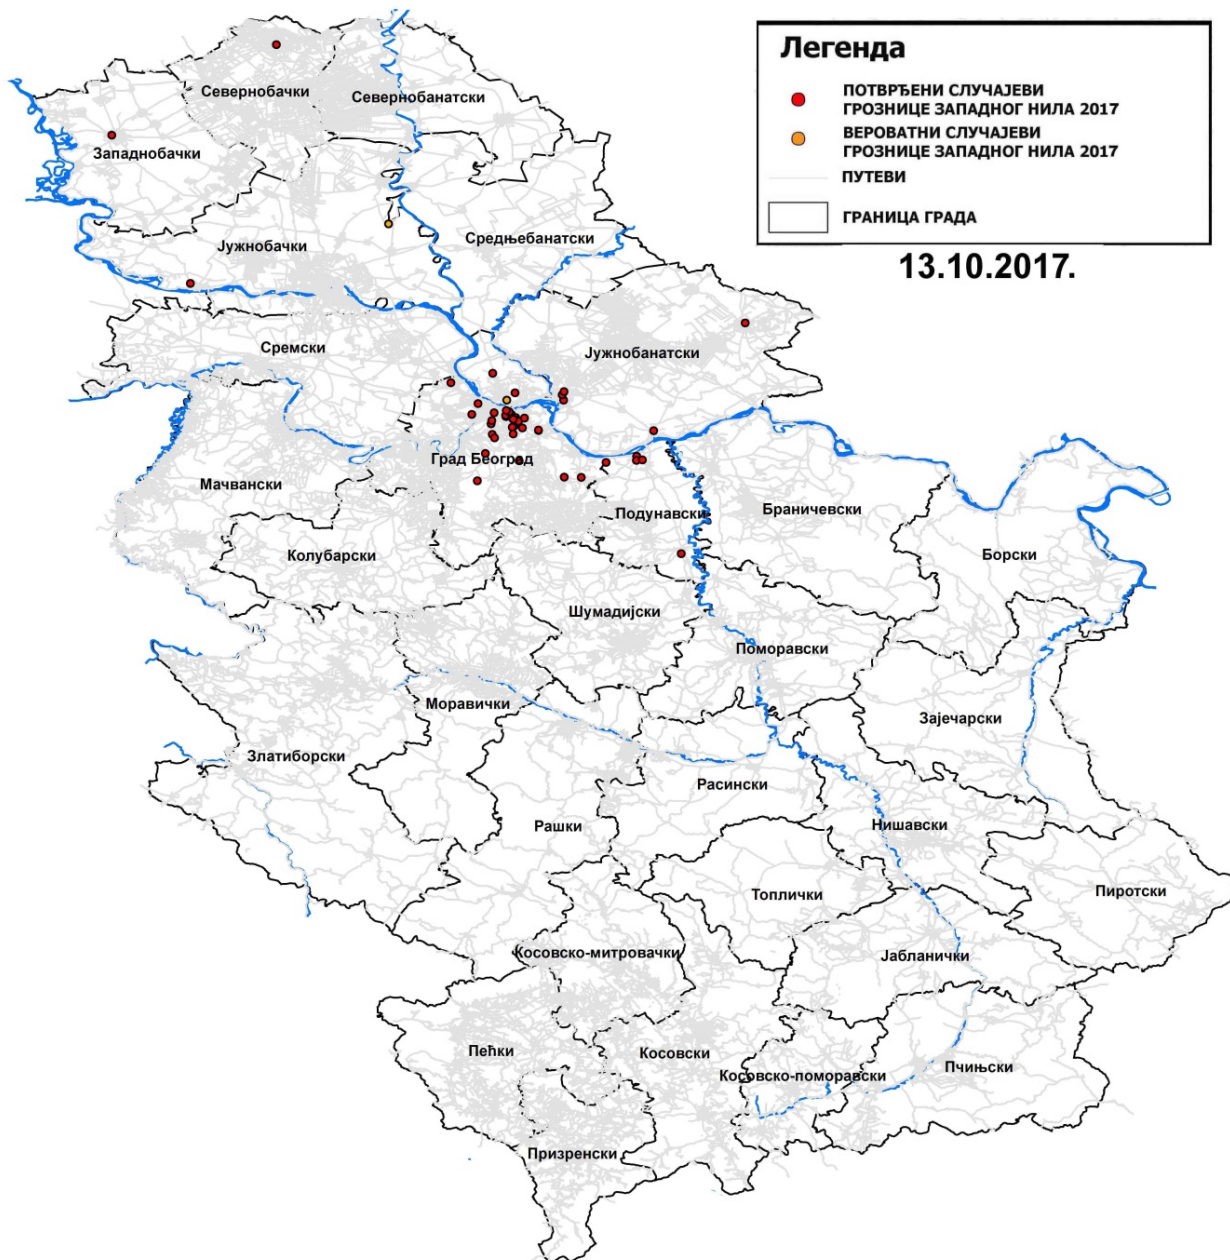 Легенда
ПОТВРЂЕНИ СЛУЧАЈЕВИ
ГРОЗНИЦЕ ЗАПАДНОГ НИЛА 2017
ВЕРОВАТНИ СЛУЧАЈЕВИ
ГРОЗНИЦЕ ЗАПАДНОГ НИЛА 2017
ПУТЕВИ
ГРАНИЦА ГРАДА
13.10.2017.
Севернобачки
Севернобанатски
Западнобачки
Јужнобачки
Средњебанатски
Сремски
Јужнобанатски
Град Београд
Мачвански
Подунавски
Браничевски
Колубарски
Борски
Шумадијски
Поморавски
Моравички
Зајечарски
Златиборски
Расински
Рашки
Нишавски
Топлички
Пиротски
Косовско-митровачки
Јабланички
Пећки
Косовски
Косовско-поморавски
Пчињски
Призренски